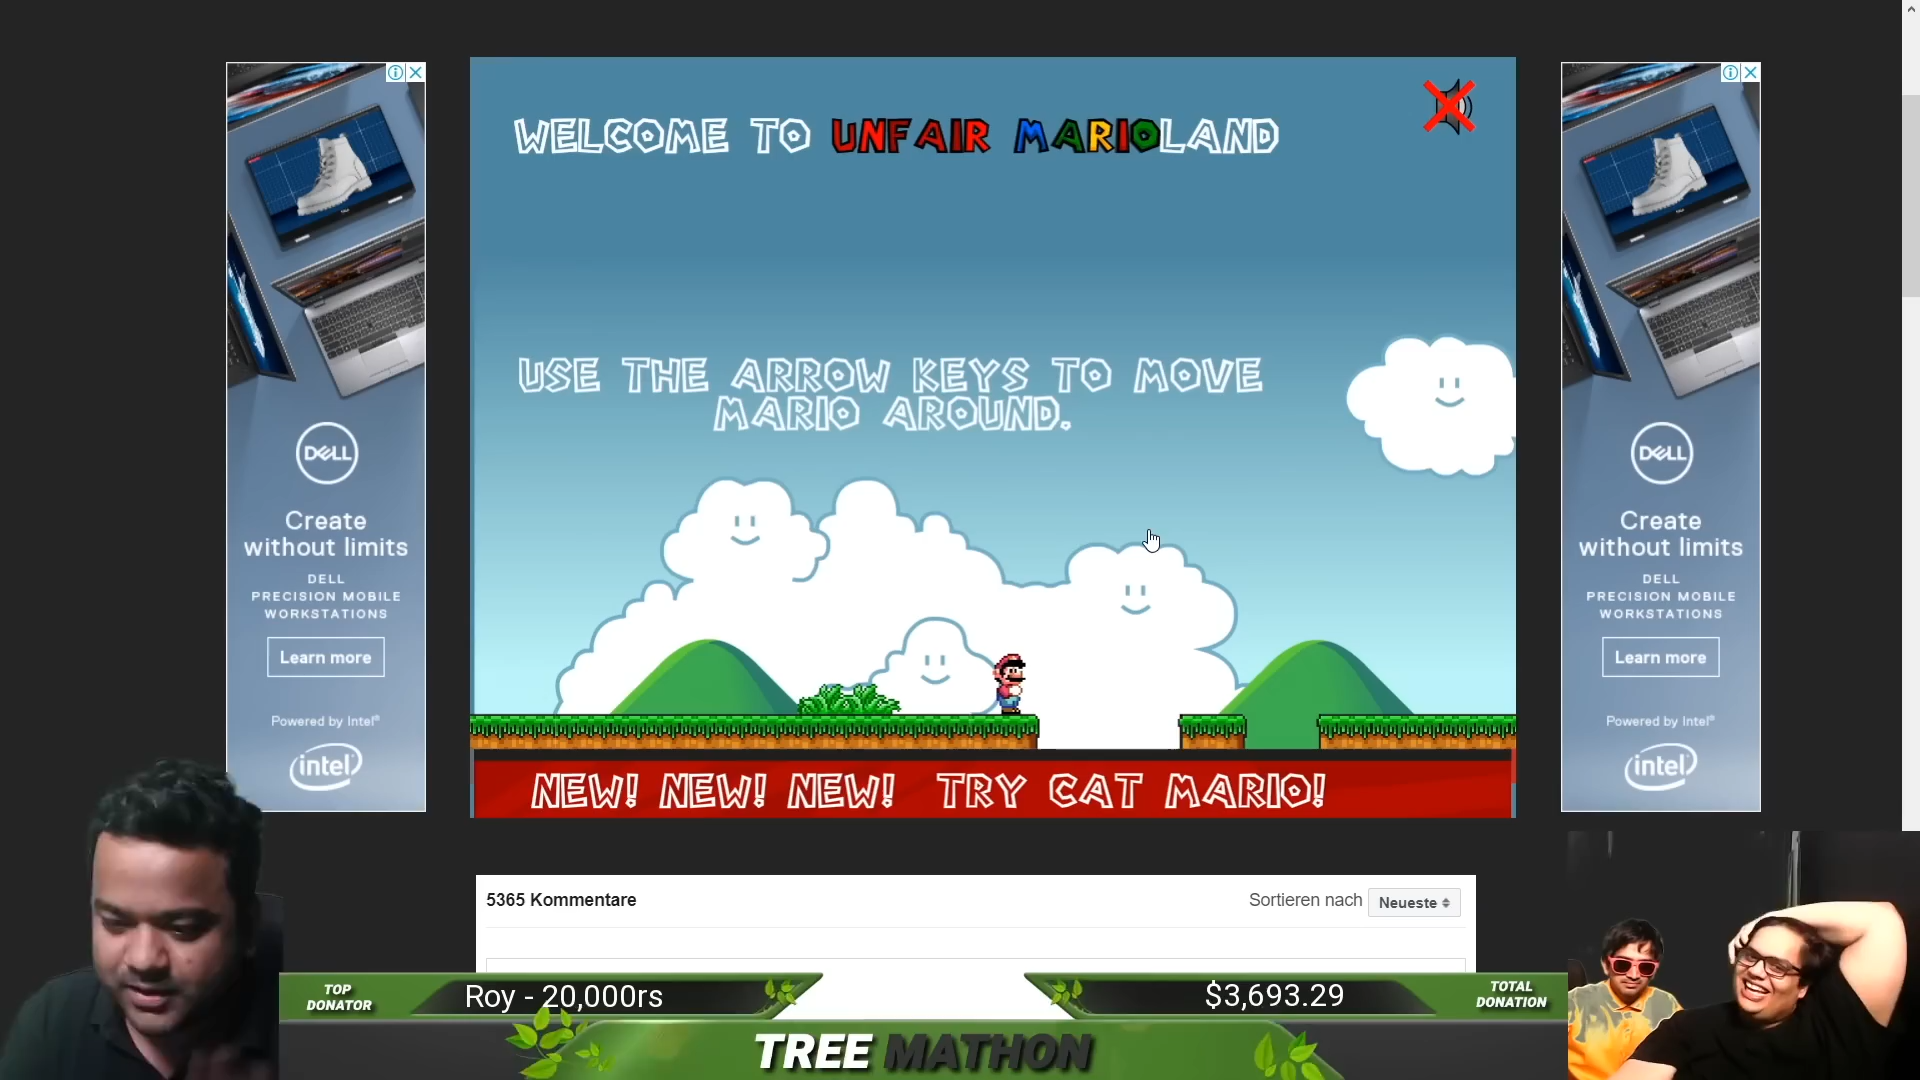 WELCOME TO UNFAIR MARIOLAND
USE THE ARROW KEYS TO MOVE
MARIO AROUND.
NEW! NEW! NEW! TRY CAT MARIO!
DELL
Create
without limits
DELL
PRECISION MOBILE
WORKSTATIONS
Learn more
Powered by Intel®
intel
DELL
Create
without limits
DELL
PRECISION MOBILE
WORKSTATIONS
Learn more
Powered by Intel®
intel
5365 Kommentare
Sortieren nach Neueste
TOP
DONATOR
Roy - 20,000rs
$3,693.29
TOTAL
DONATION
TREE MATHON